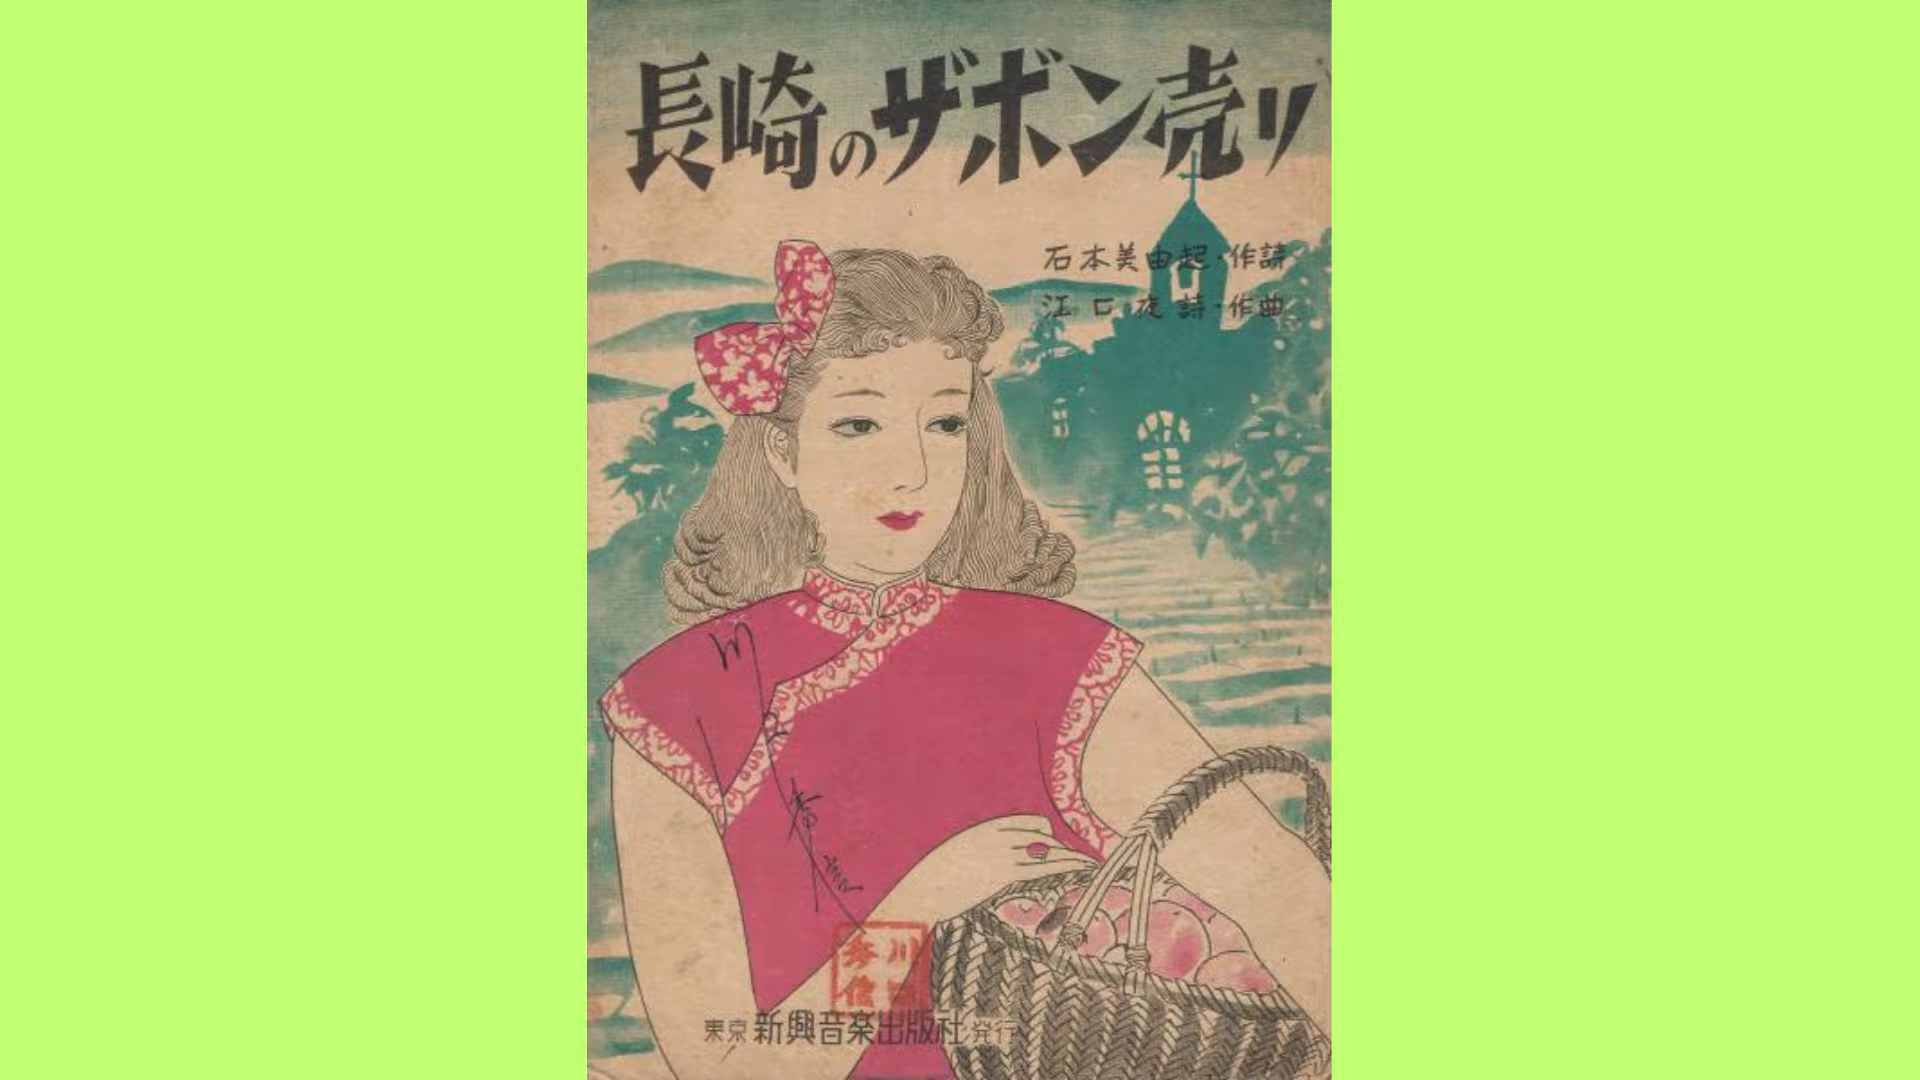 長崎のザボン売り
石本美由起・作詩
江口夜詩・作曲
東京 新興音楽出版社 発行